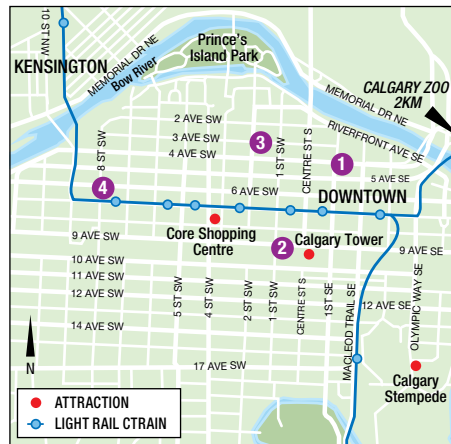 10 ST NW
KENSINGTON
MEMORIAL DR NE
Bow River
Prince's
Island Park
MEMORIAL DR NE
CALGARY ZOO
2KM
RIVERFRONT AVE SE
2 AVE SW
3 AVE SW
4 AVE SW
8 ST SW
1 ST SW
CENTRE ST S
3
1
5 AVE SE
4
6 AVE SW
DOWNTOWN
9 AVE SW
Core Shopping
Centre
2
Calgary Tower
9 AVE SE
10 AVE SW
11 AVE SW
12 AVE SW
12 AVE SE
14 AVE SW
17 AVE SW
5 ST SW
4 ST SW
2 ST SW
1 ST SW
CENTRE ST S
1ST SE
MACLEOD TRAIL SE
OLYMPIC WAY SE
Calgary
Stempede
N
ATTRACTION
LIGHT RAIL CTRAIN